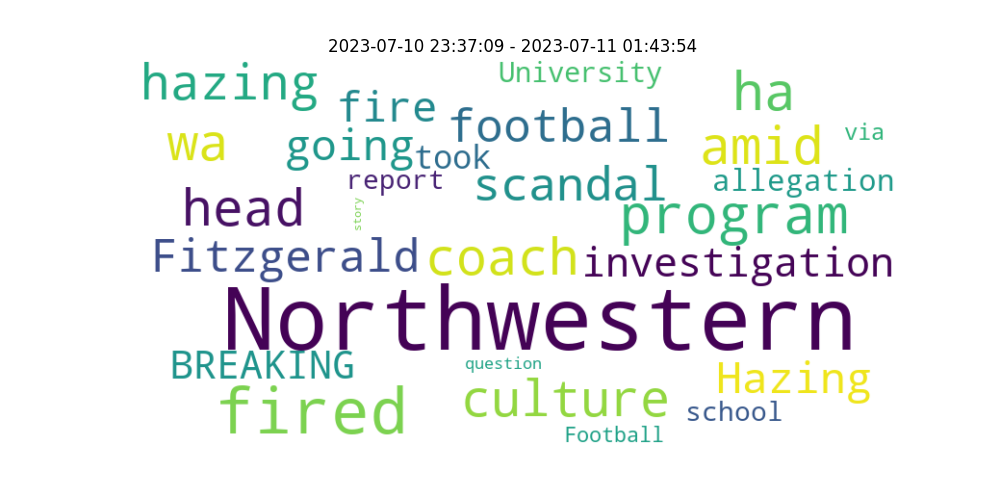 2023-07-10 23:37:09 - 2023-07-11 01:43:54
University
hazing
fire
ha
football
via
wa
going
amid
took
report
scandal
allegation
story
head
program
Fitzgerald
coach
investigation
Northwestern
BREAKING
question
Hazing
fired
culture
school
Football